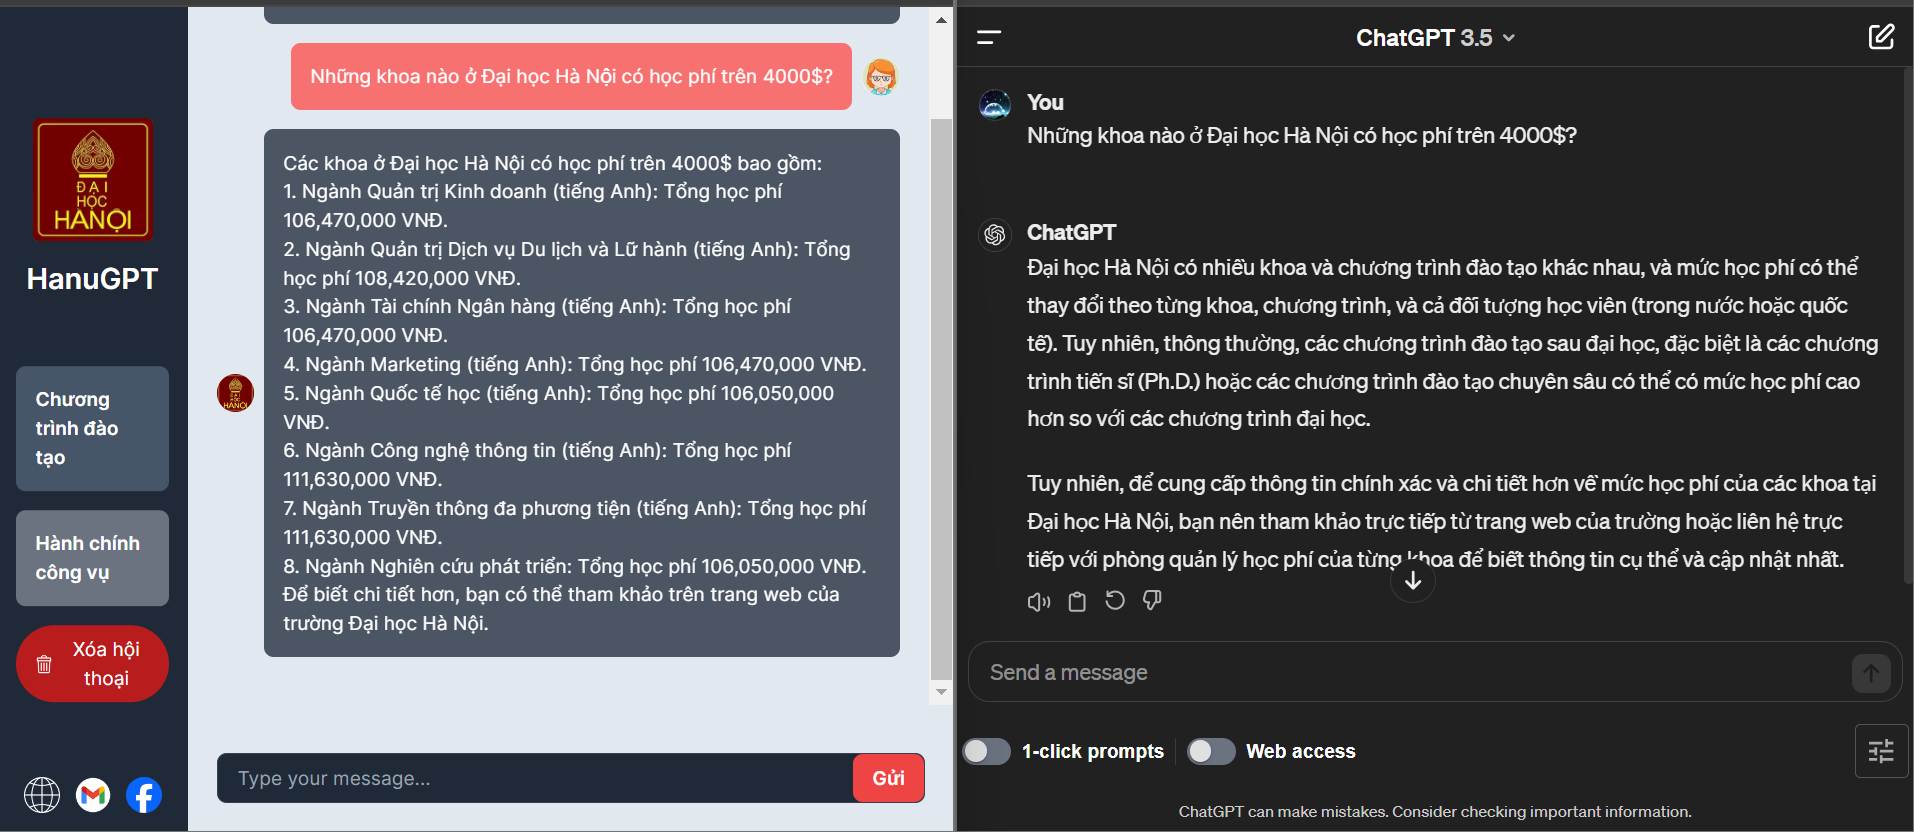 ĐẠI
HỌC
HANỘI
HanuGPT
Chương
trình đào
tạo
Hành chính
công vụ
Xóa hội
thoại
Những khoa nào ở Đại học Hà Nội có học phí trên 4000$?
Các khoa ở Đại học Hà Nội có học phí trên 4000$ bao gồm:
1. Ngành Quản trị Kinh doanh (tiếng Anh): Tổng học phí
106,470,000 VNĐ.
2. Ngành Quản trị Dịch vụ Du lịch và Lữ hành (tiếng Anh): Tổng
học phí 108,420,000 VNĐ.
3. Ngành Tài chính Ngân hàng (tiếng Anh): Tổng học phí
106,470,000 VNĐ.
4. Ngành Marketing (tiếng Anh): Tổng học phí 106,470,000 VNĐ.
5. Ngành Quốc tế học (tiếng Anh): Tổng học phí 106,050,000
VNĐ.
6. Ngành Công nghệ thông tin (tiếng Anh): Tổng học phí
111,630,000 VNĐ.
7. Ngành Truyền thông đa phương tiện (tiếng Anh): Tổng học phí
111,630,000 VNĐ.
8. Ngành Nghiên cứu phát triển: Tổng học phí 106,050,000 VNĐ.
Để biết chi tiết hơn, bạn có thể tham khảo trên trang web của
trường Đại học Hà Nội.
ĐẠI
HỌC
HANỘI
Type your message...
Gửi
ChatGPT 3.5
You
Những khoa nào ở Đại học Hà Nội có học phí trên 4000$?
ChatGPT
Đại học Hà Nội có nhiều khoa và chương trình đào tạo khác nhau, và mức học phí có thể
thay đổi theo từng khoa, chương trình, và cả đối tượng học viên (trong nước hoặc quốc
tế). Tuy nhiên, thông thường, các chương trình đào tạo sau đại học, đặc biệt là các chương
trình tiến sĩ (Ph.D.) hoặc các chương trình đào tạo chuyên sâu có thể có mức học phí cao
hơn so với các chương trình đại học.
Tuy nhiên, để cung cấp thông tin chính xác và chi tiết hơn về mức học phí của các khoa tại
Đại học Hà Nội, bạn nên tham khảo trực tiếp từ trang web của trường hoặc liên hệ trực
tiếp với phòng quản lý học phí của từng khoa để biết thông tin cụ thể và cập nhật nhất.
Send a message
1-click prompts
Web access
ChatGPT can make mistakes. Consider checking important information.